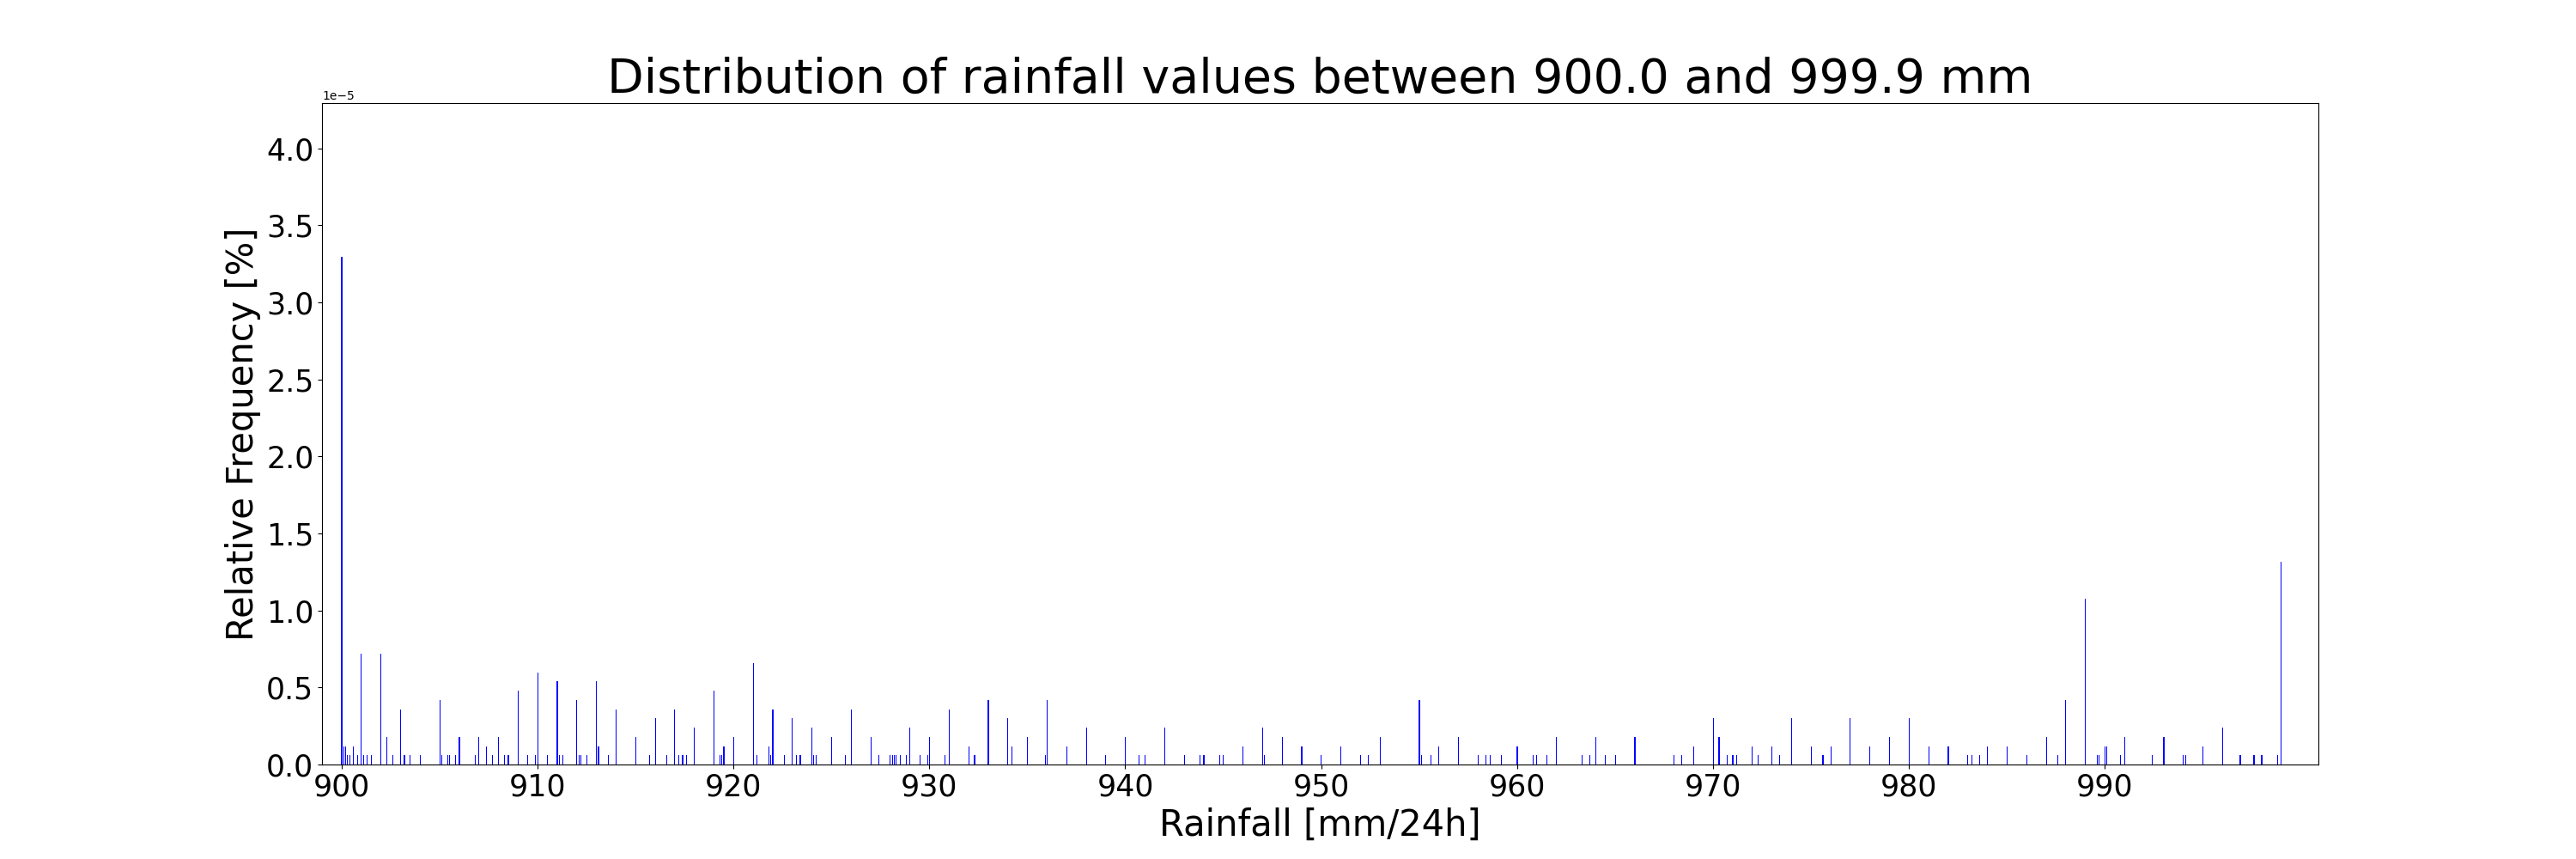 Distribution of rainfall values between 900.0 and 999.9 mm
1e−5
4.0
3.5
3.0
2.5
2.0
1.5
1.0
0.5
0.0
Relative Frequency [%]
900 910 920 930 940 950 960 970 980 990
Rainfall [mm/24h]